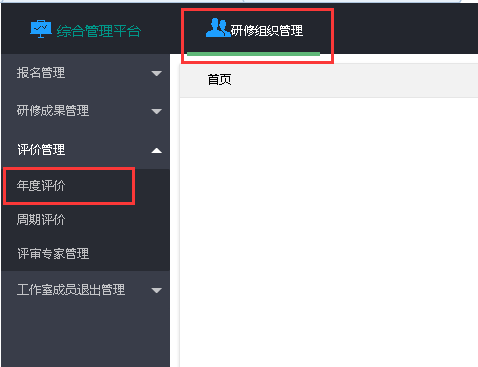 综合管理平台
研修组织管理
报名管理
首页
研修成果管理
评价管理
年度评价
周期评价
评审专家管理
工作室成员退出管理